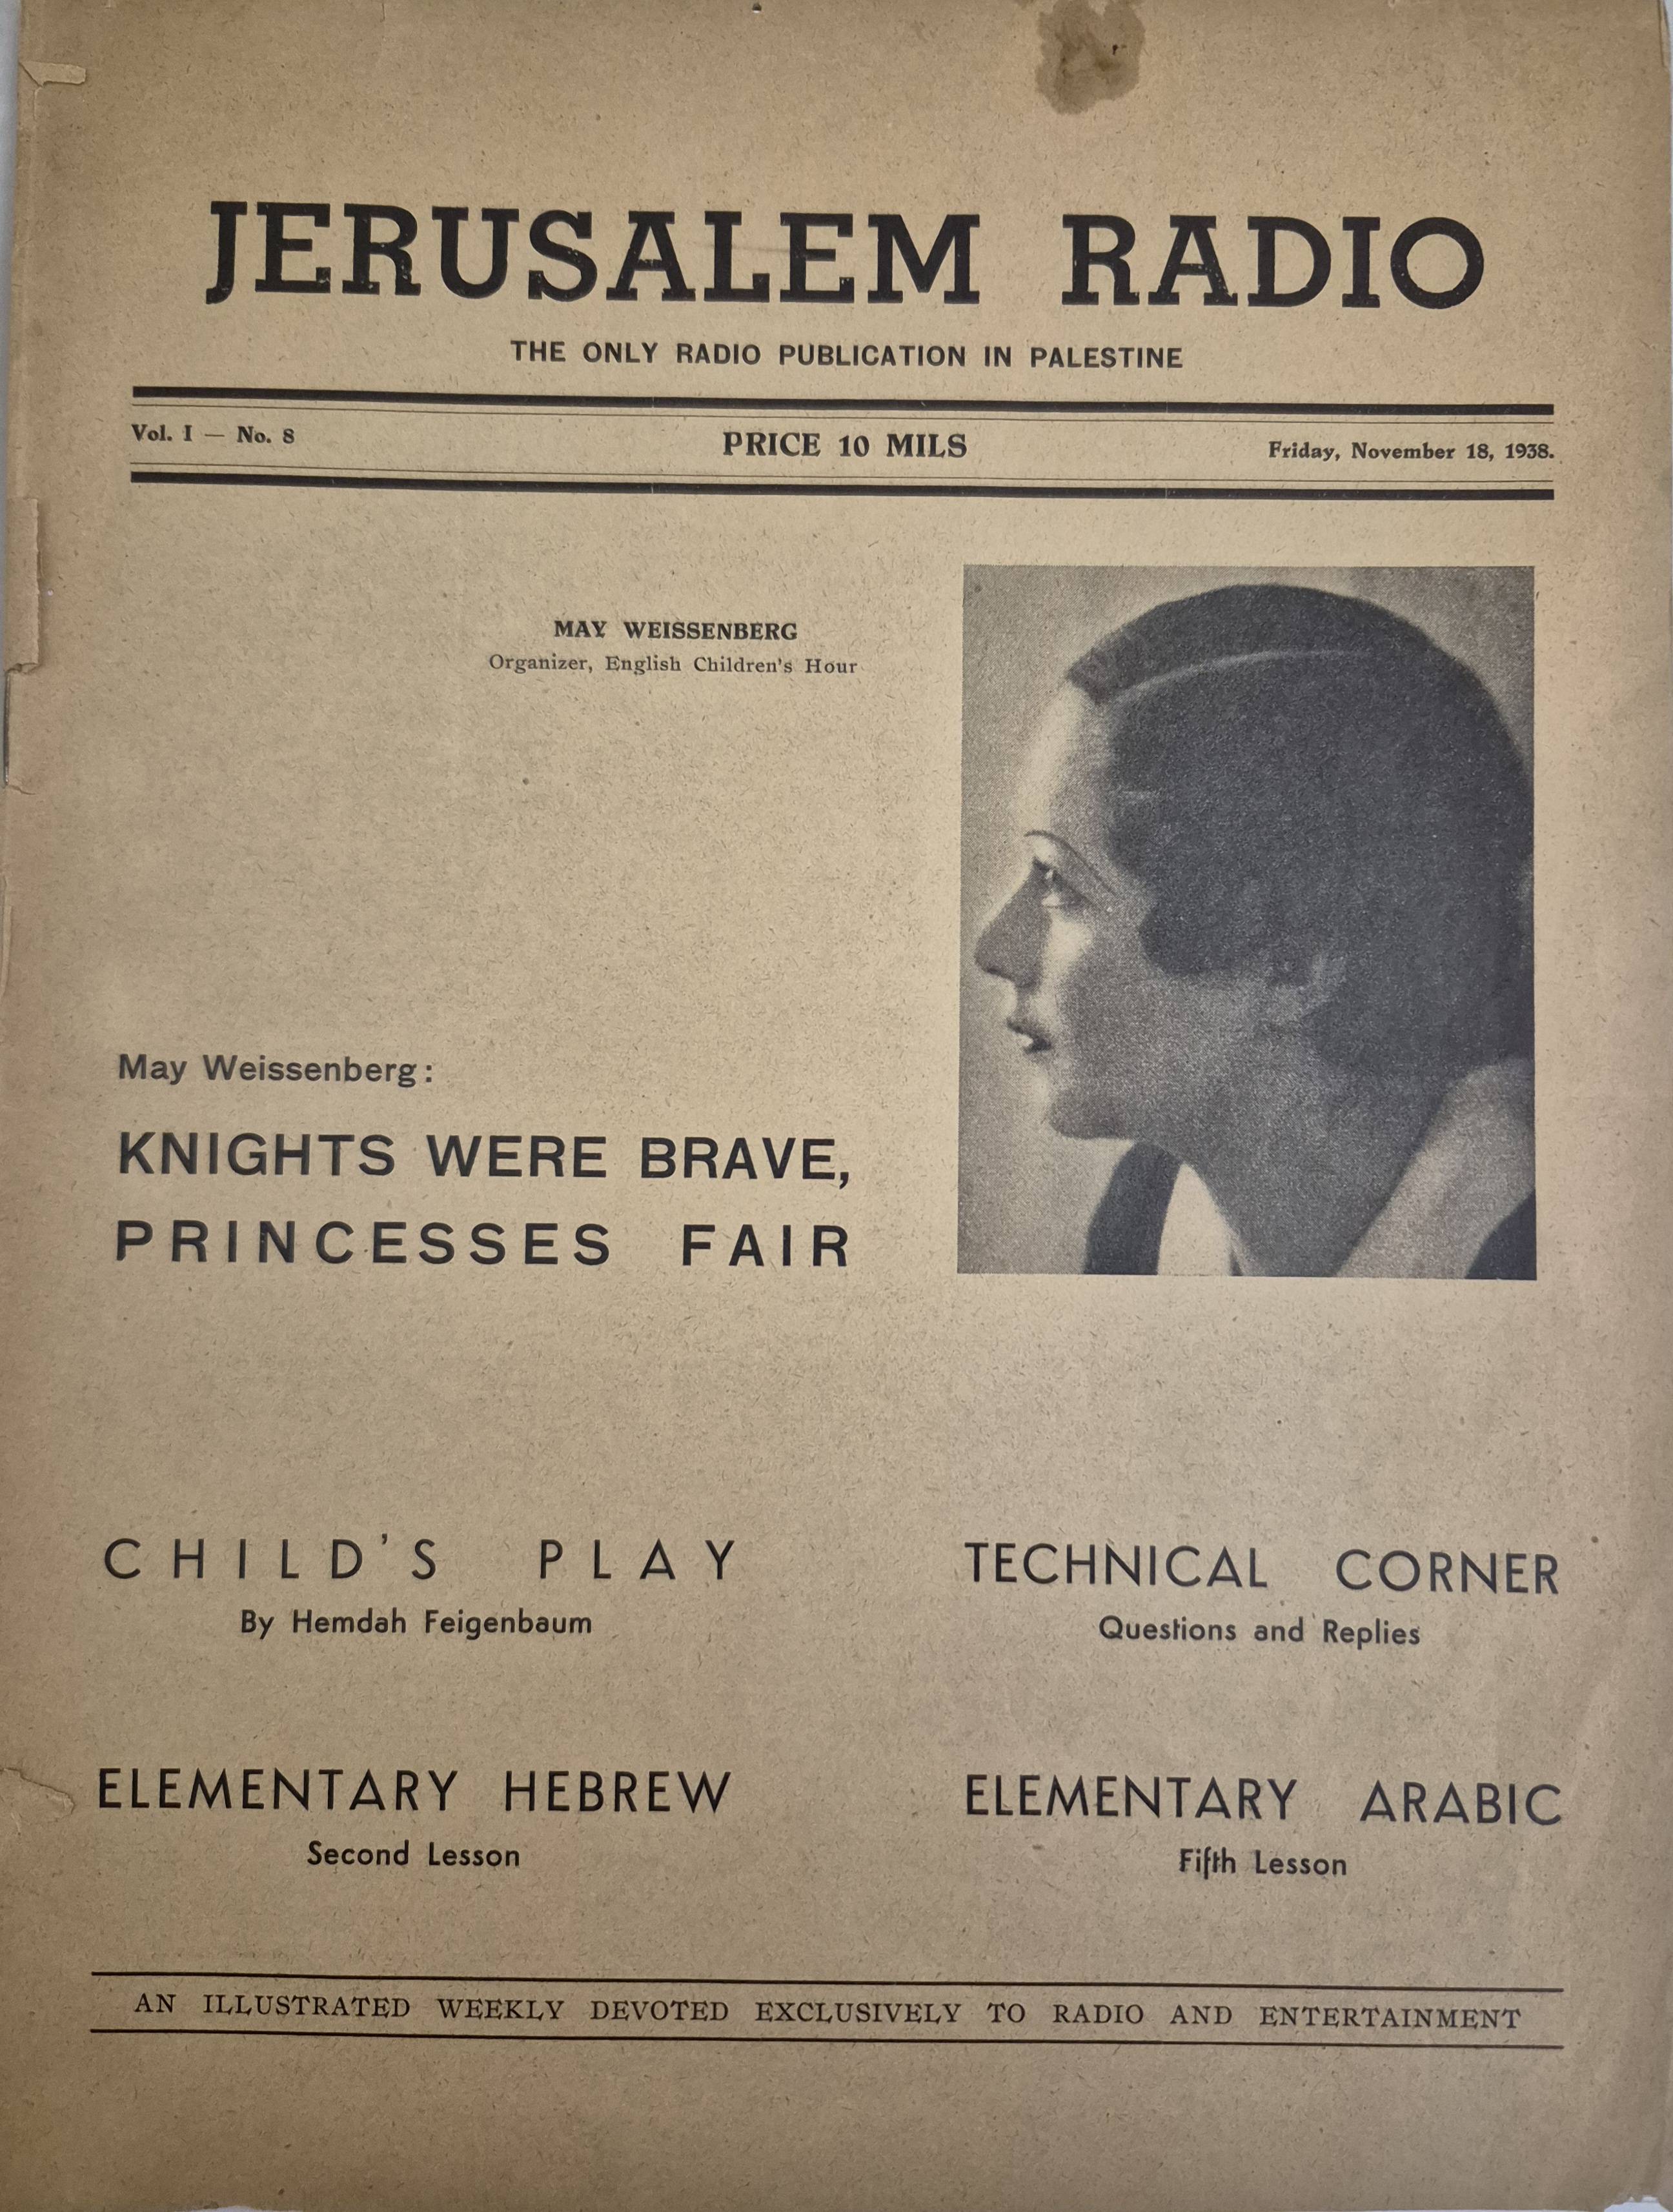 JERUSALEM RADIO
THE ONLY RADIO PUBLICATION IN PALESTINE
Vol. I — No. 8
PRICE 10 MILS
Friday, November 18, 1938.
MAY WEISSENBERG
Organizer, English Children's Hour
May Weissenberg:
KNIGHTS WERE BRAVE,
PRINCESSES FAIR
CHILD'S PLAY
By Hemdah Feigenbaum
TECHNICAL CORNER
Questions and Replies
ELEMENTARY HEBREW
Second Lesson
ELEMENTARY ARABIC
Fifth Lesson
AN ILLUSTRATED WEEKLY DEVOTED EXCLUSIVELY TO RADIO AND ENTERTAINMENT